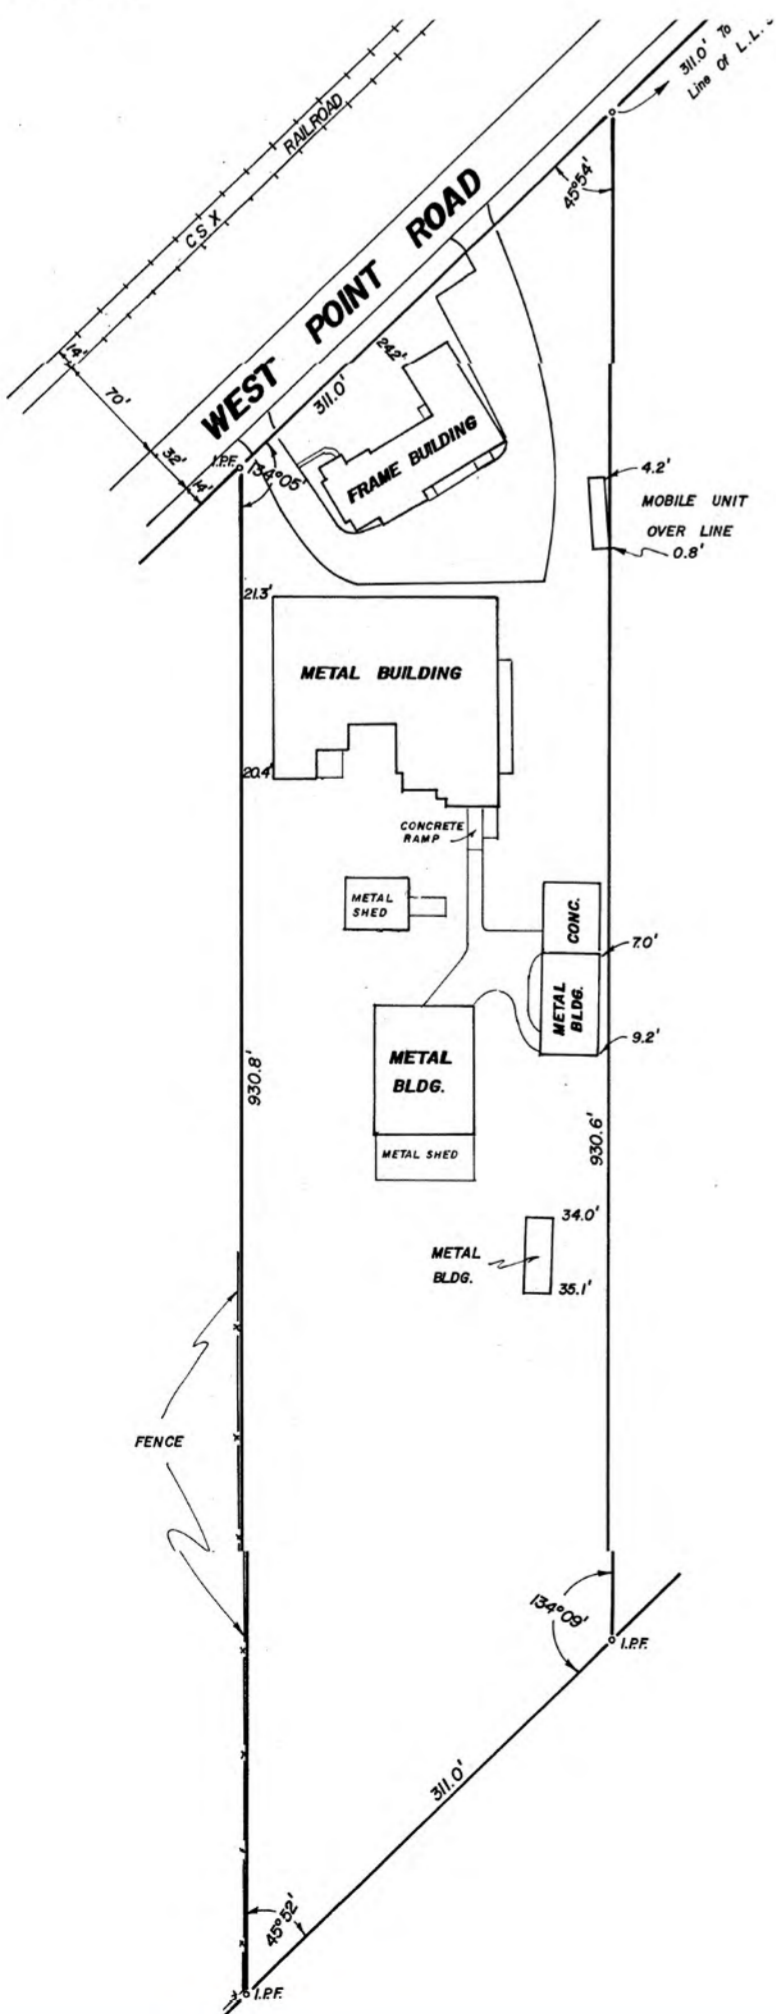 311.0' To
Line Of L.L.
RAILROAD
CSX
45°54'
WEST POINT ROAD
14'
70'
32'
14'
311.0'
24.2'
I.P.F.
134°05'
FRAME BUILDING
4.2'
MOBILE UNIT
OVER LINE
0.8'
21.3'
METAL BUILDING
20.4'
CONCRETE
RAMP
METAL
SHED
CONC.
7.0'
METAL
BLDG.
9.2'
METAL
BLDG.
930.8'
930.6'
METAL SHED
34.0'
METAL
BLDG.
35.1'
FENCE
134°09'
I.P.F.
311.0'
45°52'
I.P.F.